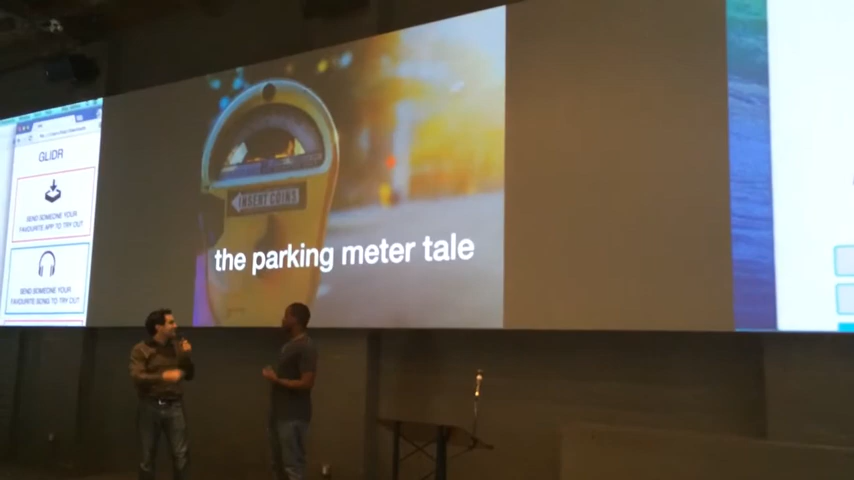 GLIDR
SEND SOMEONE YOUR
FAVOURITE APP TO TRY OUT
SEND SOMEONE YOUR
FAVOURITE SONG TO TRY OUT
INSERT COINS
the parking meter tale